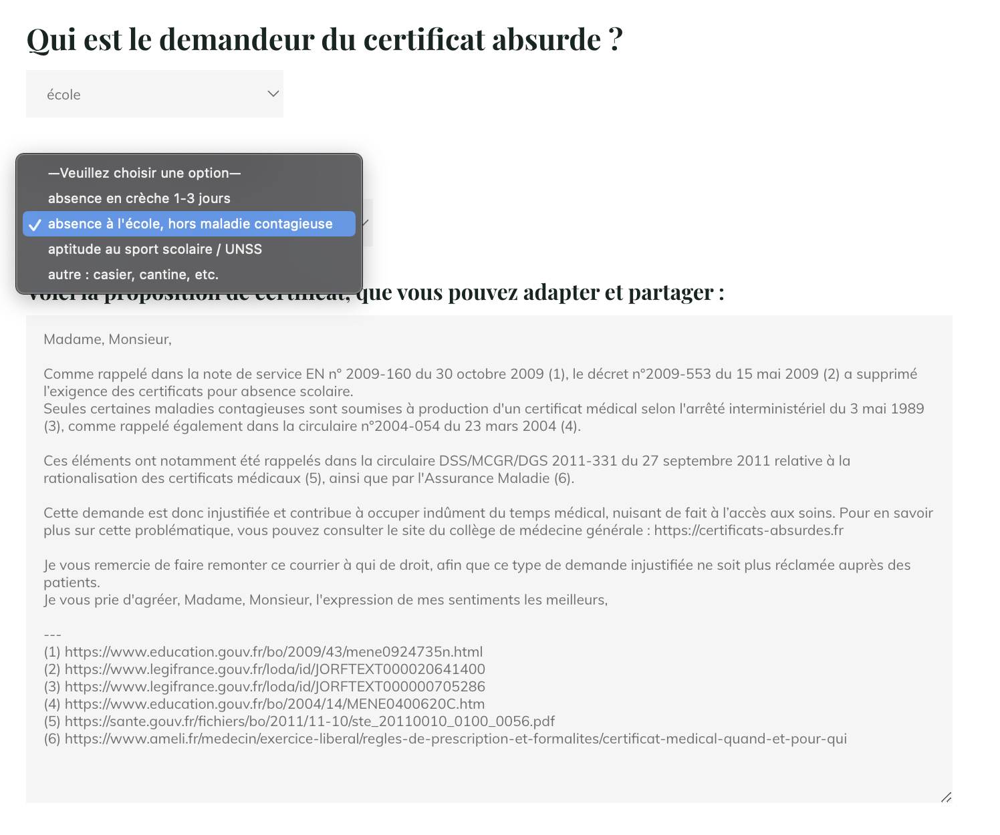 Qui est le demandeur du certificat absurde ?
école
—Veuillez choisir une option—
absence en crèche 1-3 jours
absence à l'école, hors maladie contagieuse
aptitude au sport scolaire / UNSS
autre : casier, cantine, etc.
Voici la proposition de certificat, que vous pouvez adapter et partager :
Madame, Monsieur,
Comme rappelé dans la note de service EN n° 2009-160 du 30 octobre 2009 (1), le décret n°2009-553 du 15 mai 2009 (2) a supprimé
l’exigence des certificats pour absence scolaire.
Seules certaines maladies contagieuses sont soumises à production d'un certificat médical selon l'arrêté interministériel du 3 mai 1989
(3), comme rappelé également dans la circulaire n°2004-054 du 23 mars 2004 (4).
Ces éléments ont notamment été rappelés dans la circulaire DSS/MCGR/DGS 2011-331 du 27 septembre 2011 relative à la
rationalisation des certificats médicaux (5), ainsi que par l'Assurance Maladie (6).
Cette demande est donc injustifiée et contribue à occuper indûment du temps médical, nuisant de fait à l’accès aux soins. Pour en savoir
plus sur cette problématique, vous pouvez consulter le site du collège de médecine générale : https://certificats-absurdes.fr
Je vous remercie de faire remonter ce courrier à qui de droit, afin que ce type de demande injustifiée ne soit plus réclamée auprès des
patients.
Je vous prie d'agréer, Madame, Monsieur, l'expression de mes sentiments les meilleurs,
---
(1) https://www.education.gouv.fr/bo/2009/43/mene0924735n.html
(2) https://www.legifrance.gouv.fr/loda/id/JORFTEXT000020641400
(3) https://www.legifrance.gouv.fr/loda/id/JORFTEXT000000705286
(4) https://www.education.gouv.fr/bo/2004/14/MENE0400620C.htm
(5) https://sante.gouv.fr/fichiers/bo/2011/11-10/ste_20110010_0100_0056.pdf
(6) https://www.ameli.fr/medecin/exercice-liberal/regles-de-prescription-et-formalites/certificat-medical-quand-et-pour-qui